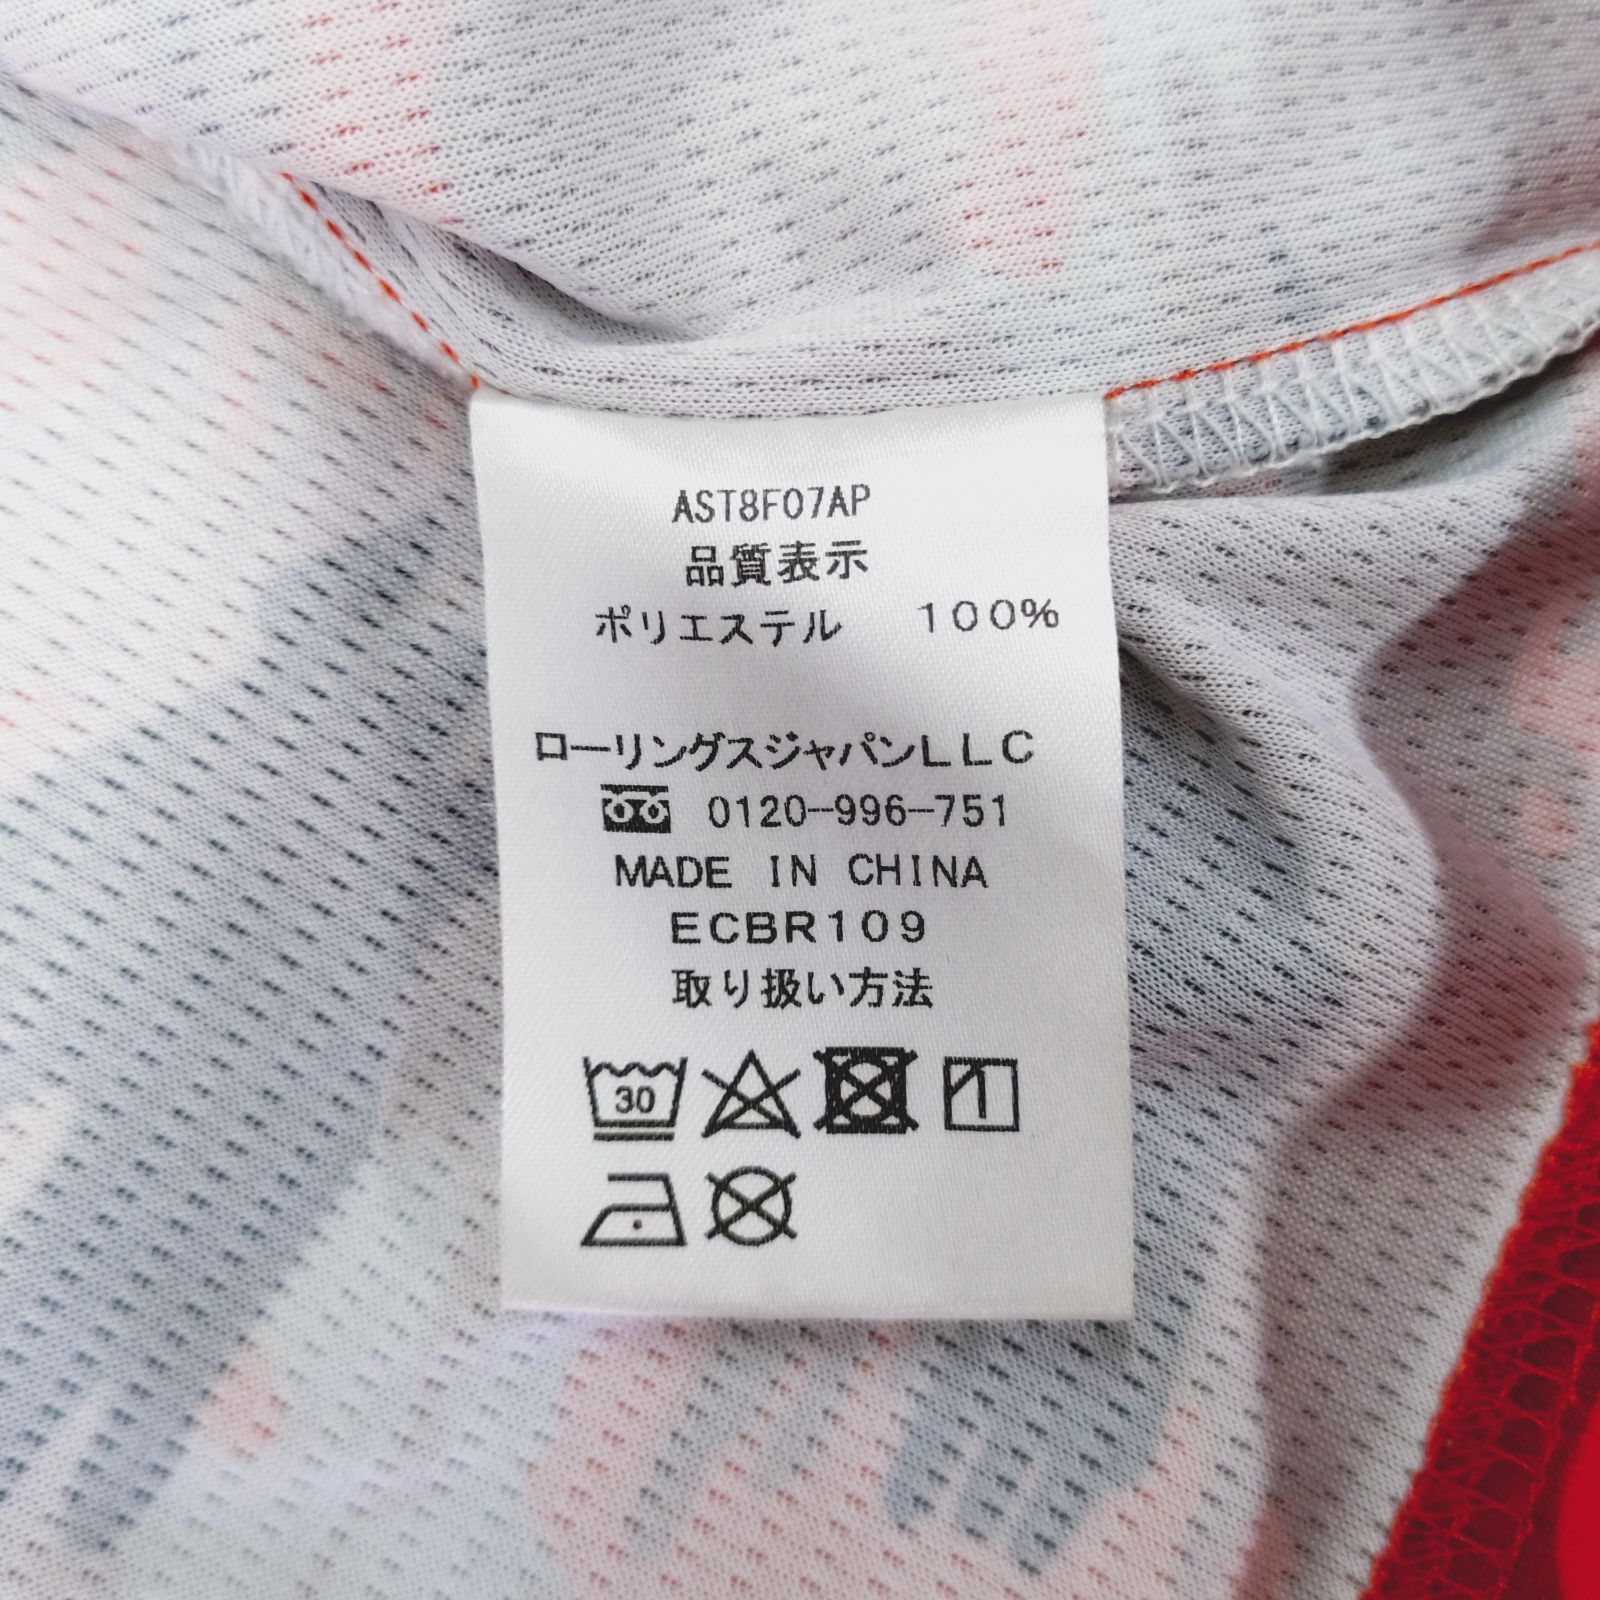 AST8F07AP
品質表示
ポリエステル 100%
ローリングスジャパンLLC
0120-996-751
MADE IN CHINA
ECBR109
取り扱い方法
30